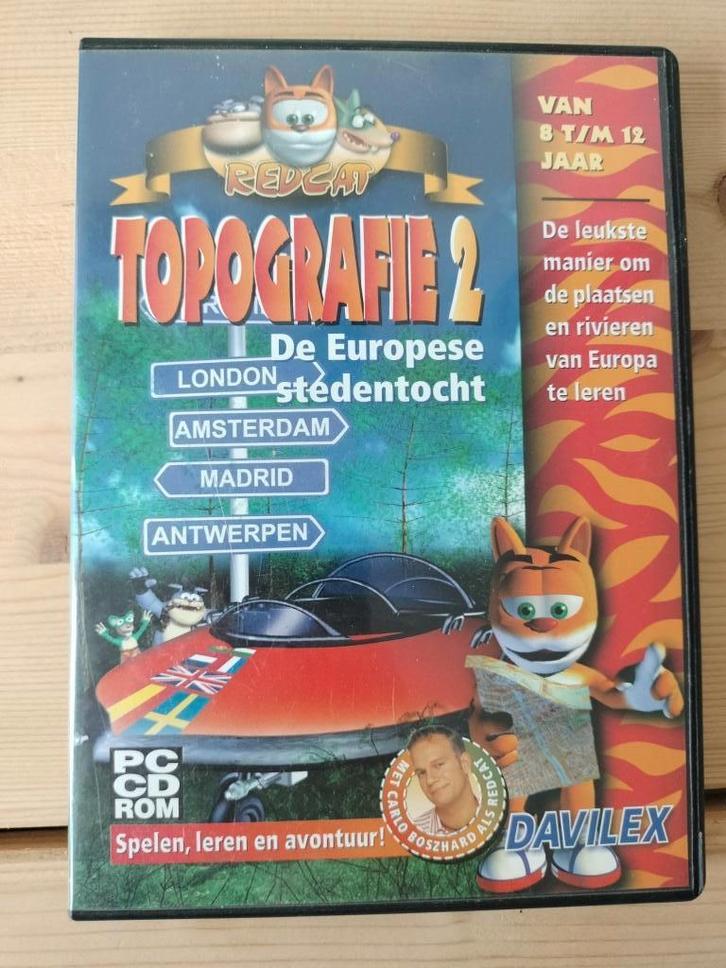 REDCAT
TOPOGRAFIE 2
De Europese
stedentocht
LONDON
AMSTERDAM
MADRID
ANTWERPEN
VAN
8 T/M 12
JAAR
De leukste
manier om
de plaatsen
en rivieren
van Europa
te leren
PC
CD
ROM
Spelen, leren en avontuur!
MET CARLO BOSZHARD ALS REDCAT
DAVILEX